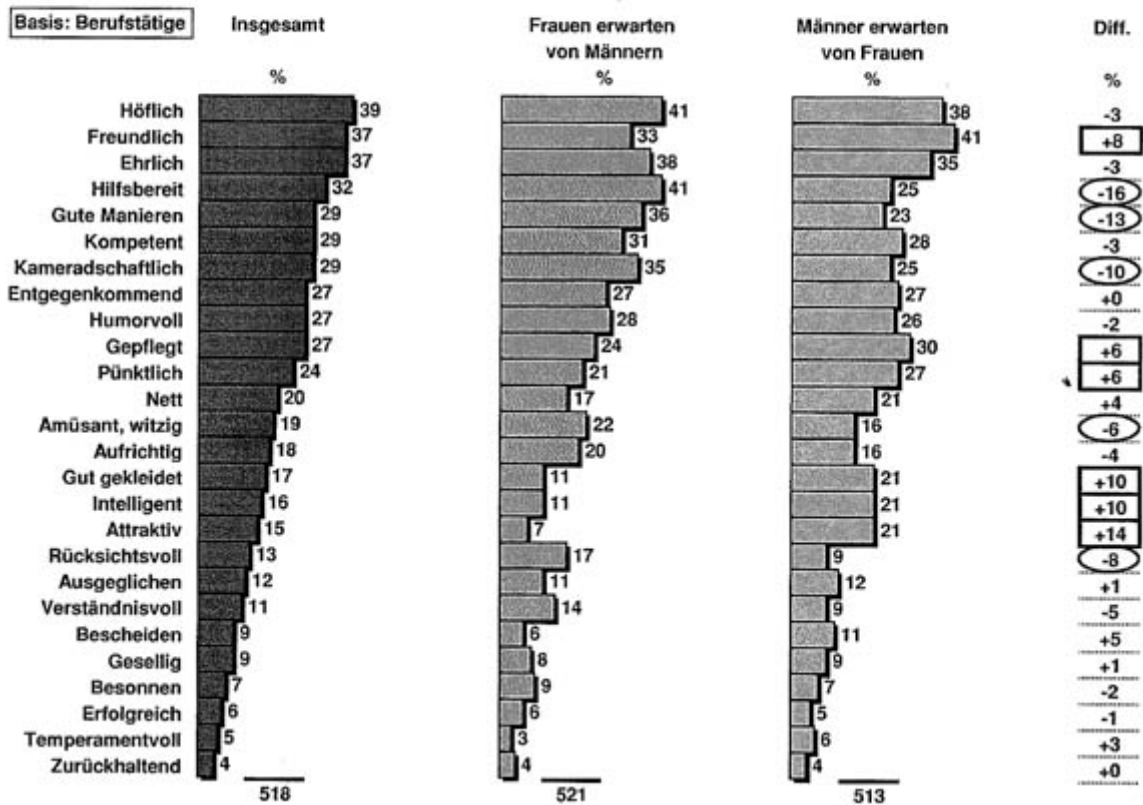 Basis: Berufstätige Insgesamt Frauen erwarten Männer erwarten Diff.
von Männern von Frauen
% % % %
Höflich 39 41 38 -3
Freundlich 37 33 41 +8
Ehrlich 37 38 35 -3
Hilfsbereit 32 41 25 -16
Gute Manieren 29 36 23 -13
Kompetent 29 31 28 -3
Kameradschaftlich 29 35 25 -10
Entgegenkommend 27 27 27 +0
Humorvoll 27 28 26 -2
Gepflegt 27 24 30 +6
Pünktlich 24 21 27 +6
Nett 20 17 21 +4
Amüsant, witzig 19 22 16 -6
Aufrichtig 18 20 16 -4
Gut gekleidet 17 11 21 +10
Intelligent 16 11 21 +10
Attraktiv 15 7 21 +14
Rücksichtsvoll 13 17 9 -8
Ausgeglichen 12 11 12 +1
Verständnisvoll 11 14 9 -5
Bescheiden 9 6 11 +5
Gesellig 9 8 9 +1
Besonnen 7 9 7 -2
Erfolgreich 6 6 5 -1
Temperamentvoll 5 3 6 +3
Zurückhaltend 4 4 4 +0
518 521 513